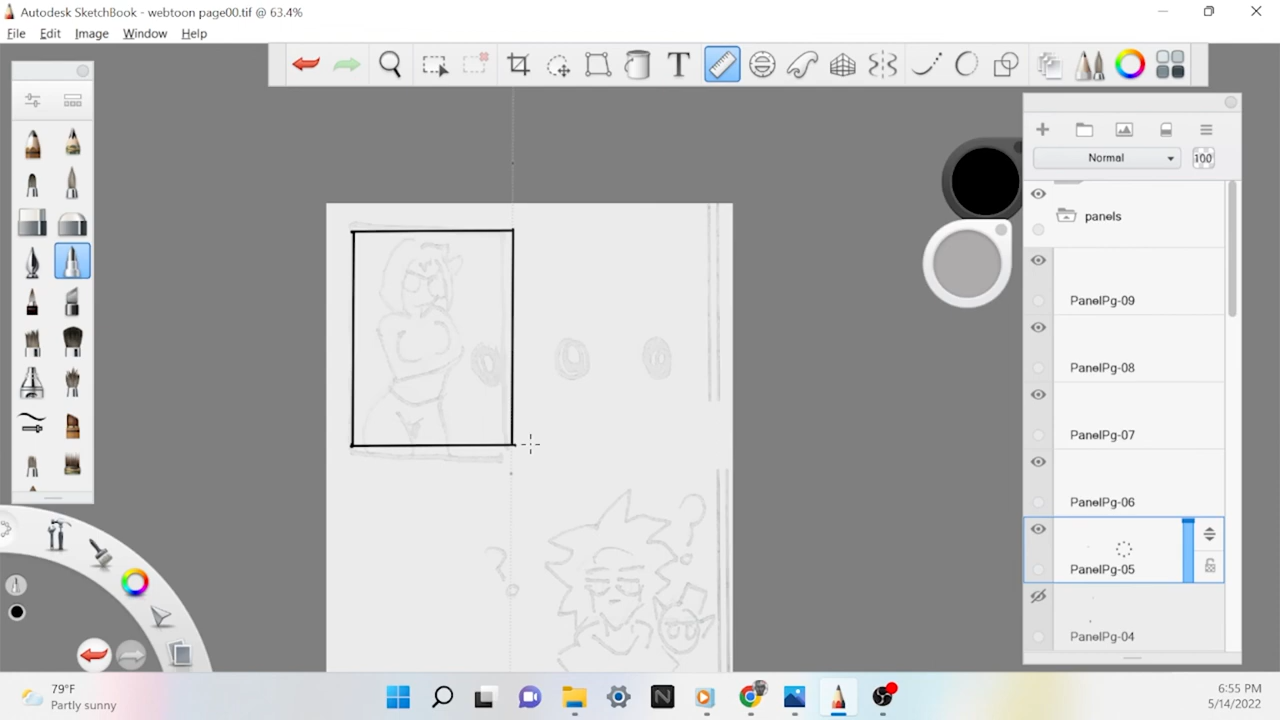 Autodesk SketchBook - webtoon page00.tif @ 63.4%
File Edit Image Window Help
T
Normal 100
panels
PanelPg-09
PanelPg-08
PanelPg-07
PanelPg-06
PanelPg-05
PanelPg-04
?
?
79°F
Partly sunny
N
6:55 PM
5/14/2022